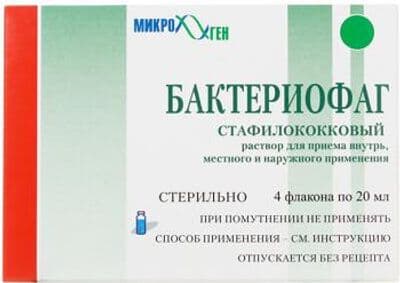 МИКРОГЕН
БАКТЕРИОФАГ
СТАФИЛОКОККОВЫЙ
раствор для приема внутрь,
местного и наружного применения
СТЕРИЛЬНО 4 флакона по 20 мл
ПРИ ПОМУТНЕНИИ НЕ ПРИМЕНЯТЬ
СПОСОБ ПРИМЕНЕНИЯ – СМ. ИНСТРУКЦИЮ
ОТПУСКАЕТСЯ БЕЗ РЕЦЕПТА